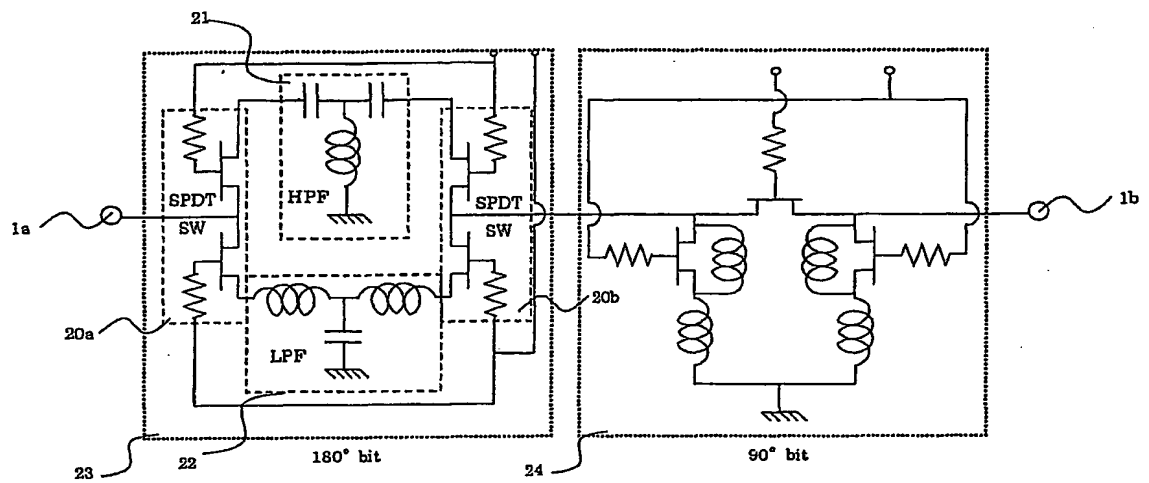 21
HPF
SPDT
SW
SPDT
SW
1a
1b
20a
20b
LPF
23
22
180° bit
24
90° bit